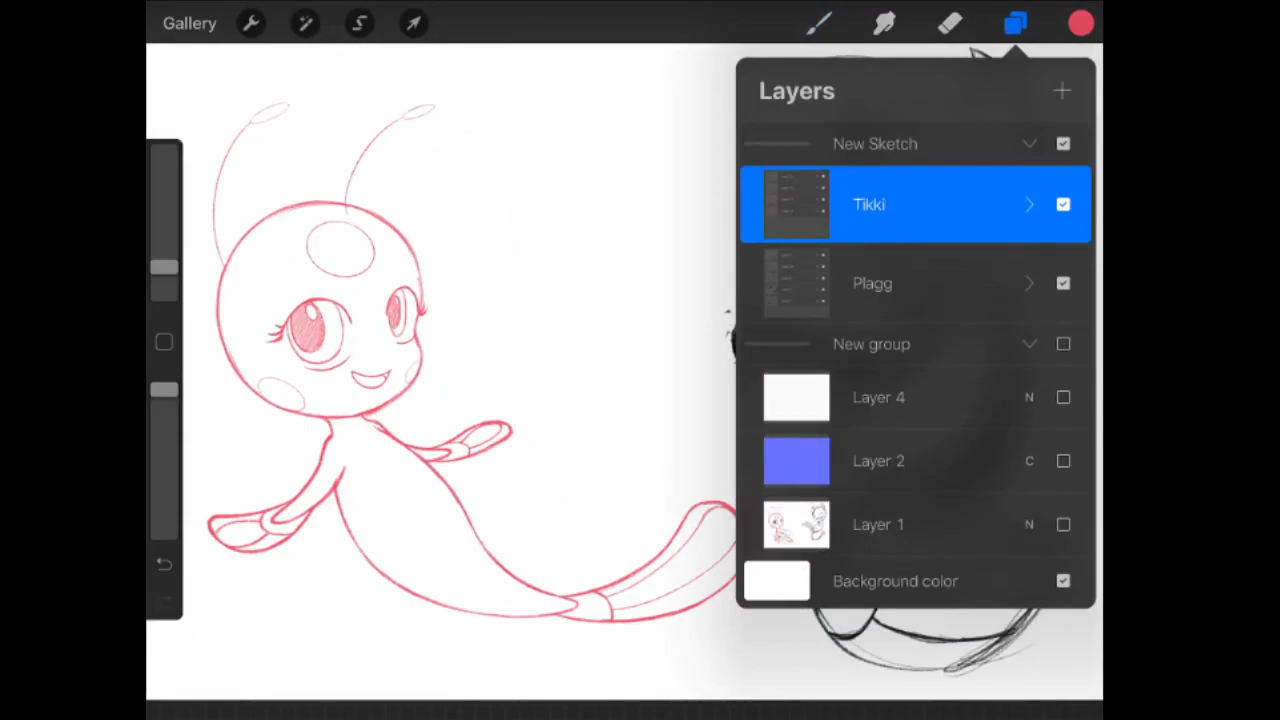 Gallery
Layers
New Sketch
Tikki
Plagg
New group
Layer 4 N
Layer 2 C
Layer 1 N
Background color